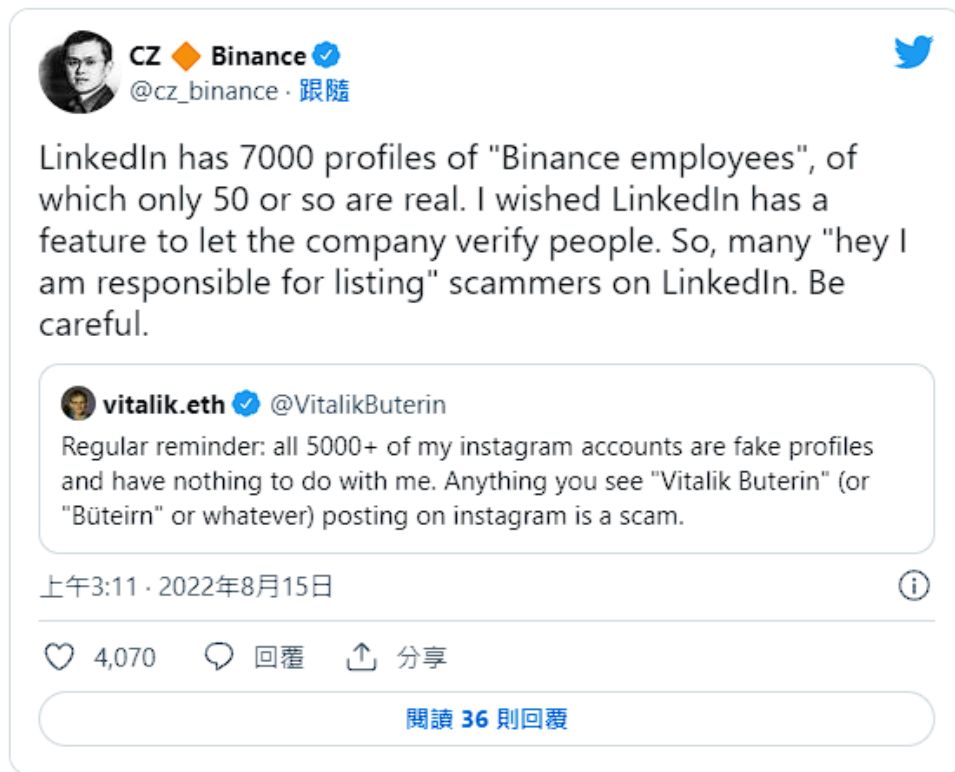 CZ 🔶 Binance
@cz_binance · 跟隨
LinkedIn has 7000 profiles of "Binance employees", of
which only 50 or so are real. I wished LinkedIn has a
feature to let the company verify people. So, many "hey I
am responsible for listing" scammers on LinkedIn. Be
careful.
vitalik.eth @VitalikButerin
Regular reminder: all 5000+ of my instagram accounts are fake profiles
and have nothing to do with me. Anything you see "Vitalik Buterin" (or
"Büteirn" or whatever) posting on instagram is a scam.
上午3:11 · 2022年8月15日
4,070 回覆 分享
閱讀 36 則回覆